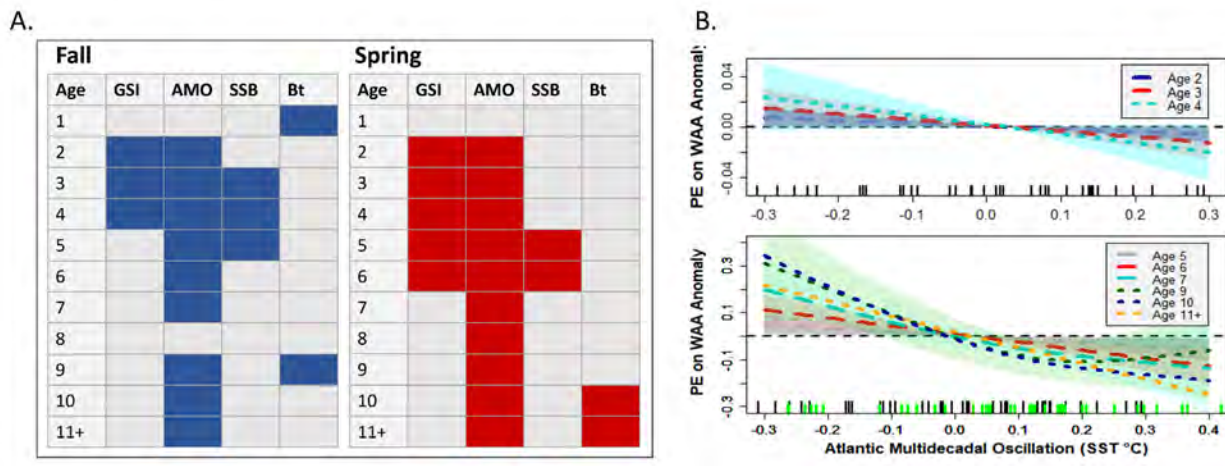 A.
Fall
Spring
Age GSI AMO SSB Bt Age GSI AMO SSB Bt
1 1
2 2
3 3
4 4
5 5
6 6
7 7
8 8
9 9
10 10
11+ 11+
B.
PE on WAA Anomaly
0.04
0.00
-0.04
Age 2
Age 3
Age 4
-0.3 -0.2 -0.1 0.0 0.1 0.2 0.3
PE on WAA Anomaly
0.3
0.1
-0.1
-0.3
Age 5
Age 6
Age 7
Age 9
Age 10
Age 11+
-0.3 -0.2 -0.1 -0.0 0.1 0.2 0.3 0.4
Atlantic Multidecadal Oscillation (SST °C)